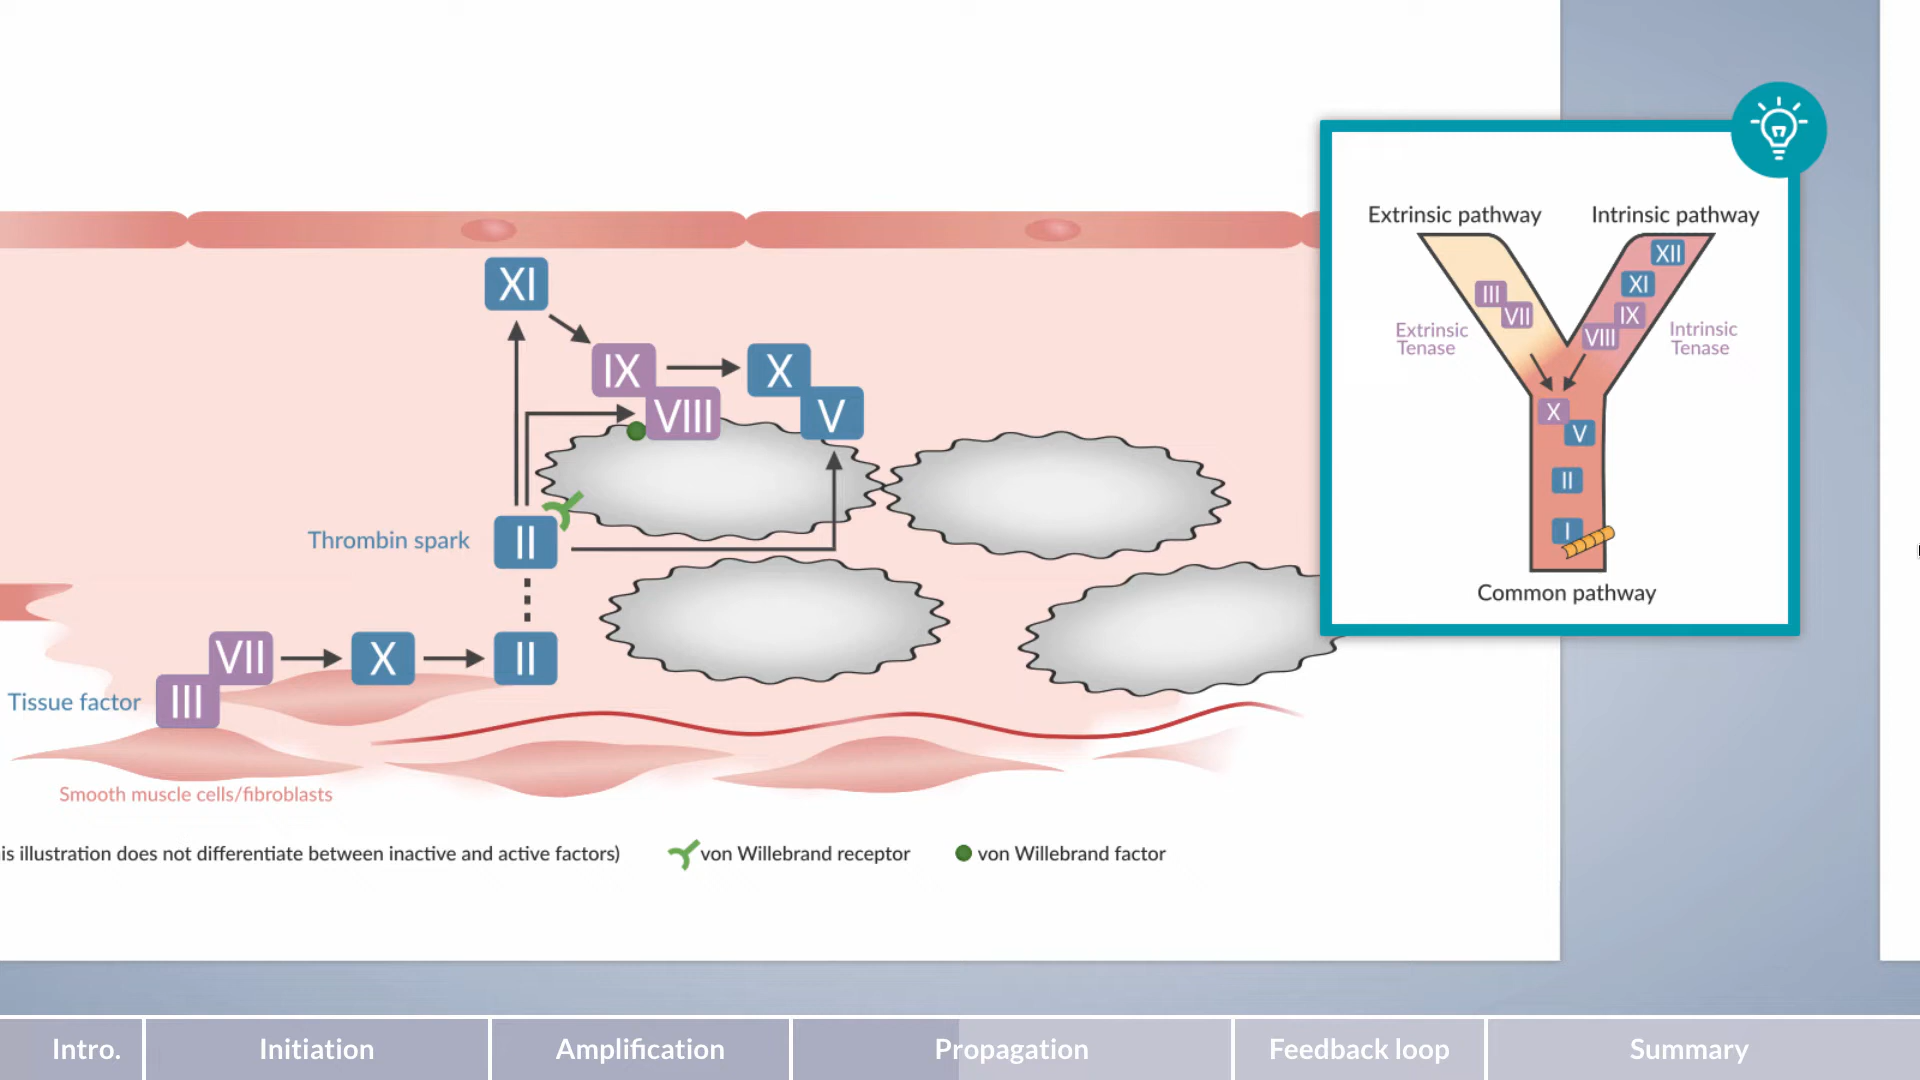 Extrinsic pathway
Intrinsic pathway
XII
XI
III
IX
VII
VIII
Extrinsic
Tenase
Intrinsic
Tenase
X
V
II
I
Common pathway
XI
IX
X
VIII
V
Thrombin spark
II
VII
X
II
Tissue factor
III
Smooth muscle cells/fibroblasts
is illustration does not differentiate between inactive and active factors)
von Willebrand receptor
von Willebrand factor
Intro.
Initiation
Amplification
Propagation
Feedback loop
Summary